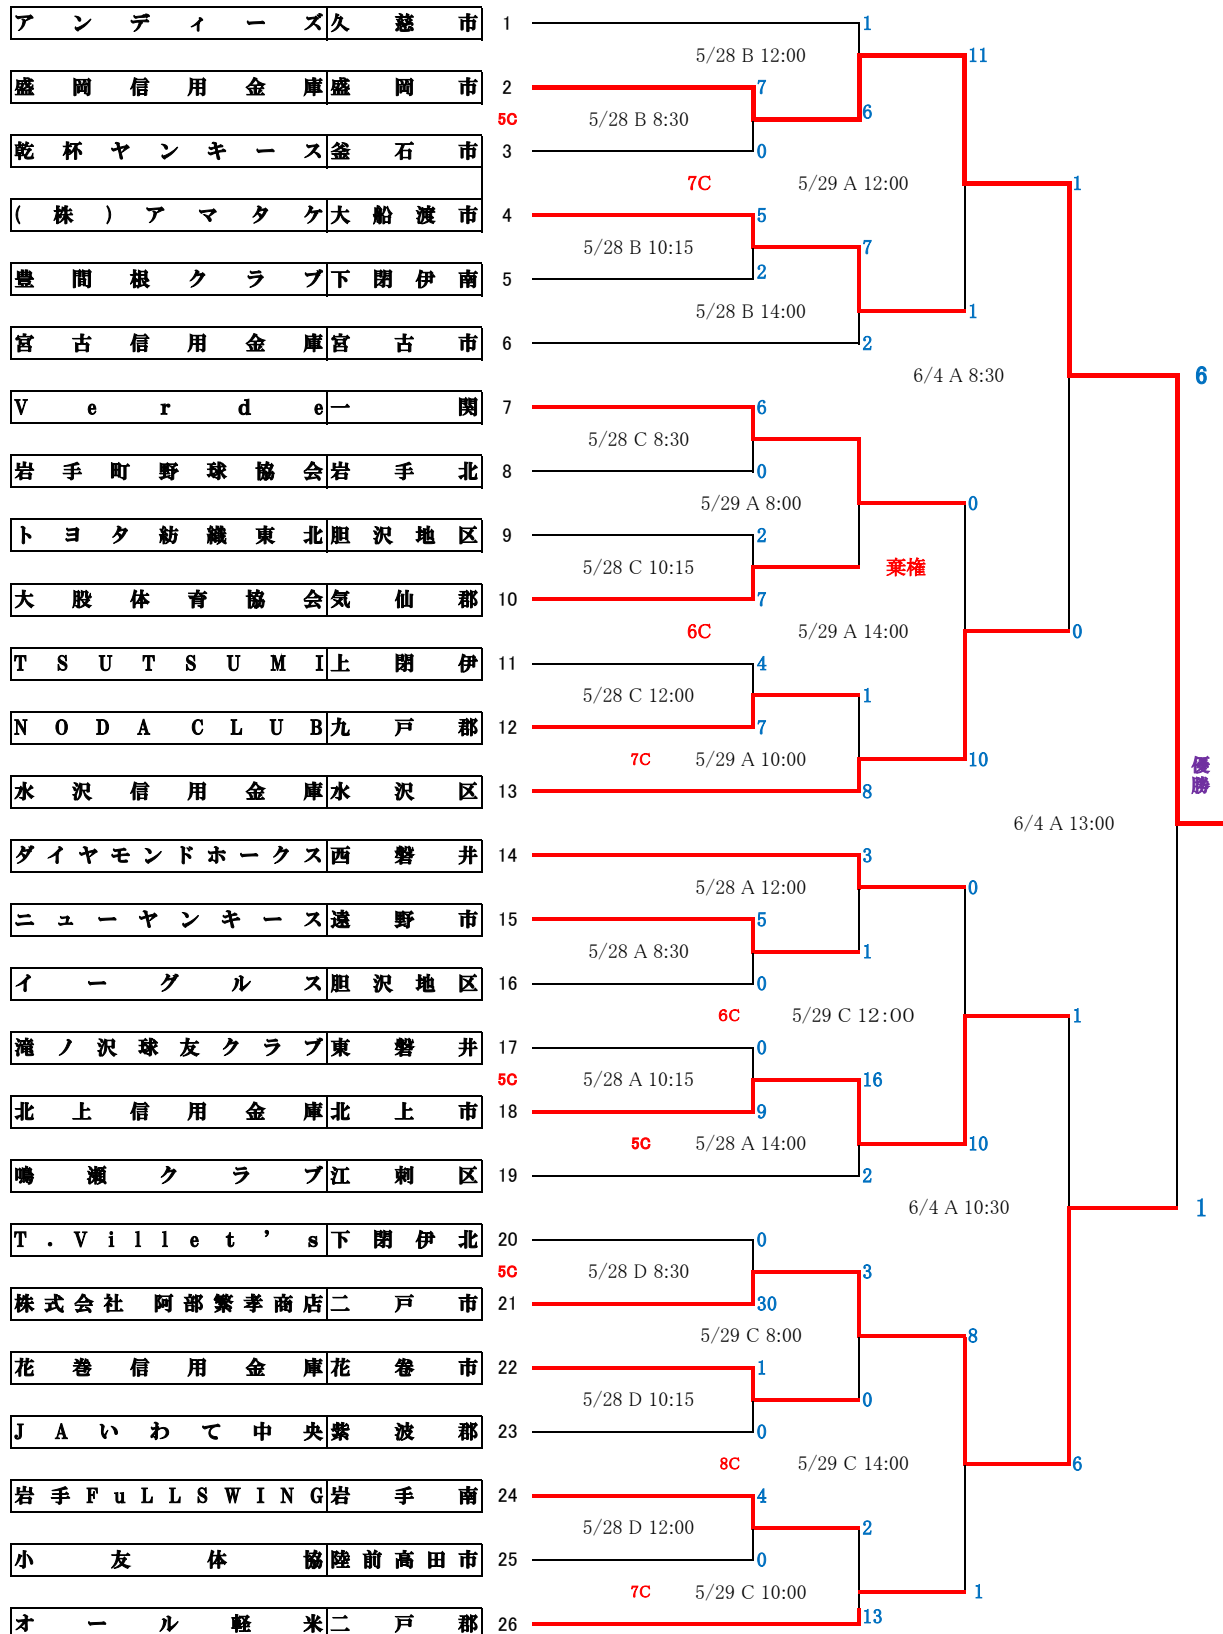 アンディーズ 久慈市 1 1
5/28 B 12:00 11
盛岡信用金庫 盛岡市 2 7
5C 5/28 B 8:30 6
乾杯ヤンキース 釜石市 3 0
7C 5/29 A 12:00 1
(株)アマタケ 大船渡市 4 5
5/28 B 10:15 7
豊間根クラブ 下閉伊南 5 2
5/28 B 14:00 1
宮古信用金庫 宮古市 6 2
6/4 A 8:30 6
Verde 一関 7 6
5/28 C 8:30
岩手町野球協会 岩手北 8 0
5/29 A 8:00 0
トヨタ紡織東北 胆沢地区 9 2
5/28 C 10:15 棄権
大股体育協会 気仙郡 10 7
6C 5/29 A 14:00 0
TSUTSUMI 上閉伊 11 4
5/28 C 12:00 1
NODA CLUB 九戸郡 12 7
7C 5/29 A 10:00 10
優勝
水沢信用金庫 水沢区 13 8
6/4 A 13:00
ダイヤモンドホークス 西磐井 14 3
5/28 A 12:00 0
ニューヤンキース 遠野市 15 5
5/28 A 8:30 1
イーグルス 胆沢地区 16 0
6C 5/29 C 12:00 1
滝ノ沢球友クラブ 東磐井 17 0
5C 5/28 A 10:15 16
北上信用金庫 北上市 18 9
5C 5/28 A 14:00 10
鳴瀬クラブ 江刺区 19 2
6/4 A 10:30 1
T.Villet’s 下閉伊北 20 0
5C 5/28 D 8:30 3
株式会社 阿部繁孝商店 二戸市 21 30
5/29 C 8:00 8
花巻信用金庫 花巻市 22 1
5/28 D 10:15 0
JAいわて中央 紫波郡 23 0
8C 5/29 C 14:00 6
岩手FuLLSWING 岩手南 24 4
5/28 D 12:00 2
小友体協 陸前高田市 25 0
7C 5/29 C 10:00 1
オール軽米 二戸郡 26 13